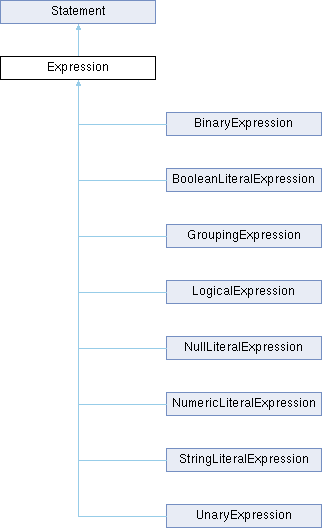 Statement
Expression
BinaryExpression
BooleanLiteralExpression
GroupingExpression
LogicalExpression
NullLiteralExpression
NumericLiteralExpression
StringLiteralExpression
UnaryExpression